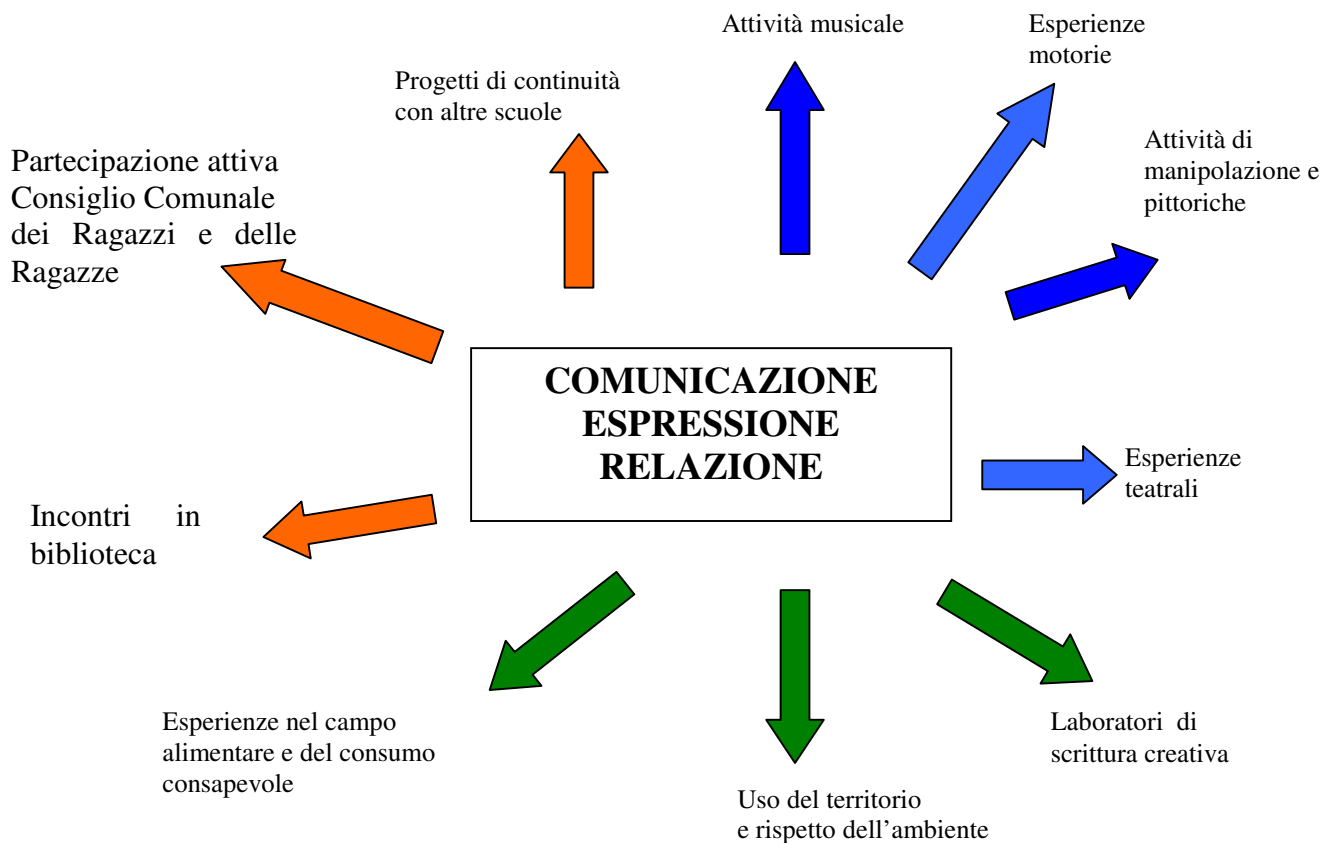 Attività musicale
Esperienze
motorie
Progetti di continuità
con altre scuole
Attività di
manipolazione e
pittoriche
Partecipazione attiva
Consiglio Comunale
dei Ragazzi e delle
Ragazze
COMUNICAZIONE
ESPRESSIONE
RELAZIONE
Esperienze
teatrali
Incontri in
biblioteca
Esperienze nel campo
alimentare e del consumo
consapevole
Laboratori di
scrittura creativa
Uso del territorio
e rispetto dell’ambiente